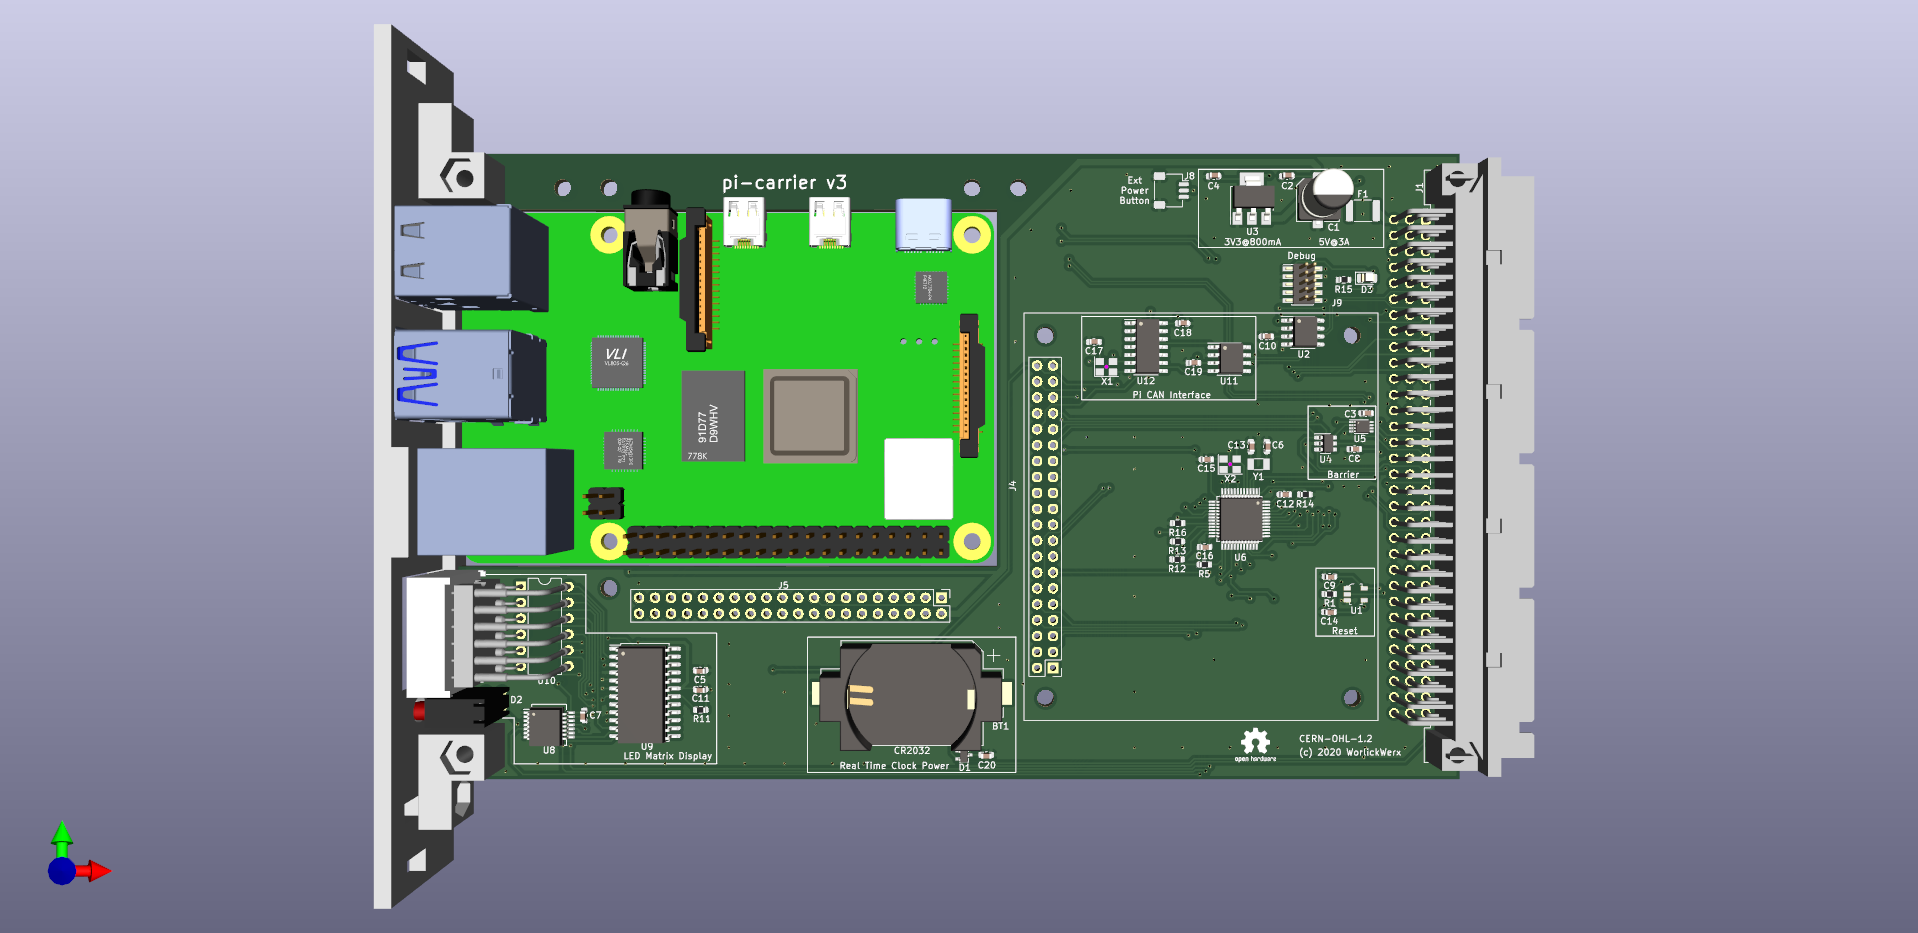 pi-carrier v3
Ext
Power
Button
J8
C4
C2
F1
J1
U3
C1
3V3@800mA
5V@3A
Debug
R15
D3
J9
C17
C18
C10
U2
X1
U12
C19
U11
Pi CAN Interface
C3
U5
U4
Barrier
C13
C6
C15
X2
Y1
C12
R14
R16
R13
R12
C16
R5
U6
C9
R1
C14
U1
Reset
J4
J5
VLI
VL805-Q6
91D77
D9WHV
77BK
U10
D2
C7
U8
U9
C5
C11
R11
LED Matrix Display
BT1
CR2032
Real Time Clock Power
D1
C20
open hardware
CERN-OHL-1.2
(c) 2020 WorlickWerx